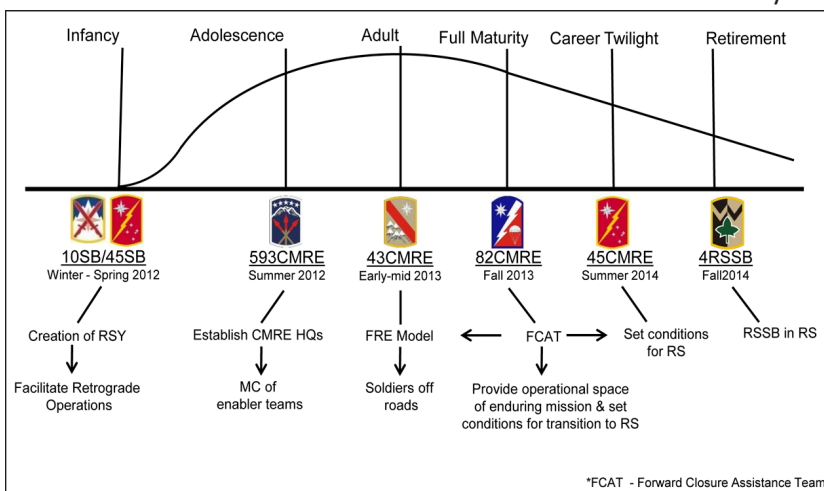 Infancy
Adolescence
Adult
Full Maturity
Career Twilight
Retirement
10SB/45SB
Winter - Spring 2012
593CMRE
Summer 2012
43CMRE
Early-mid 2013
82CMRE
Fall 2013
45CMRE
Summer 2014
4RSSB
Fall2014
Creation of RSY
Facilitate Retrograde
Operations
Establish CMRE HQs
MC of
enabler teams
FRE Model
Soldiers off
roads
FCAT
Provide operational space
of enduring mission & set
conditions for transition to RS
Set conditions
for RS
RSSB in RS
*FCAT - Forward Closure Assistance Team